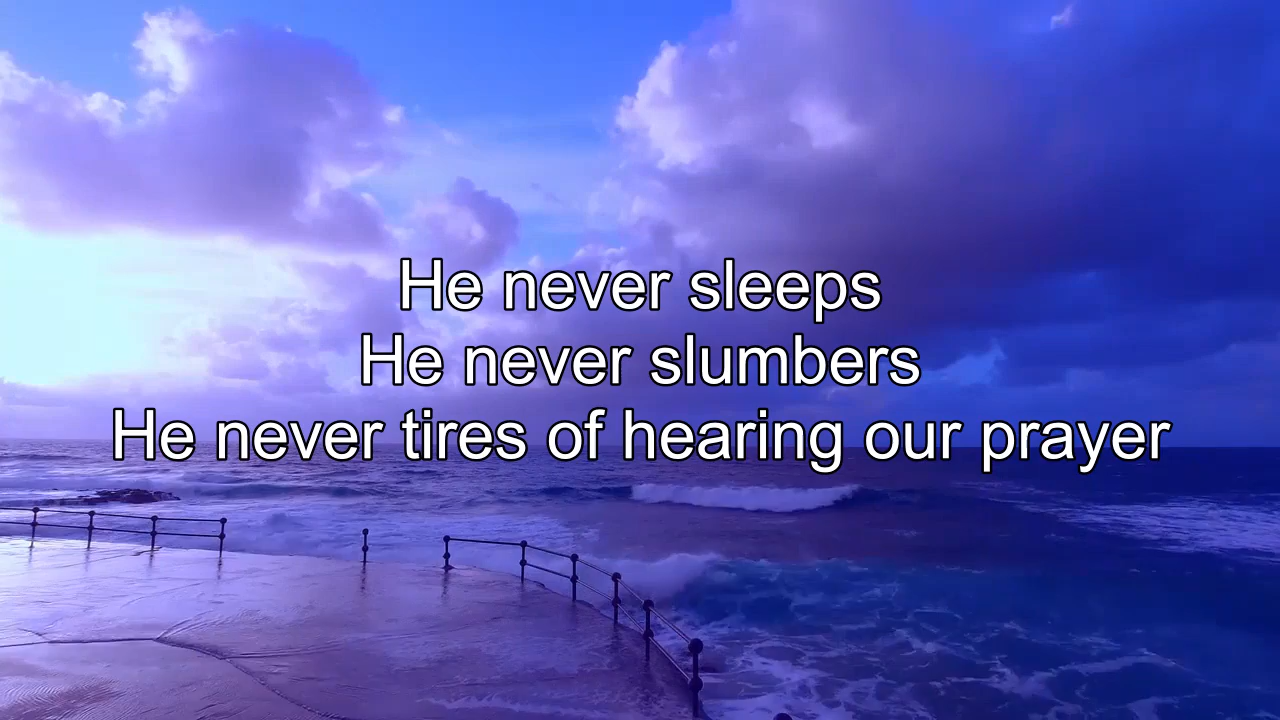 He never sleeps
He never slumbers
He never tires of hearing our prayer